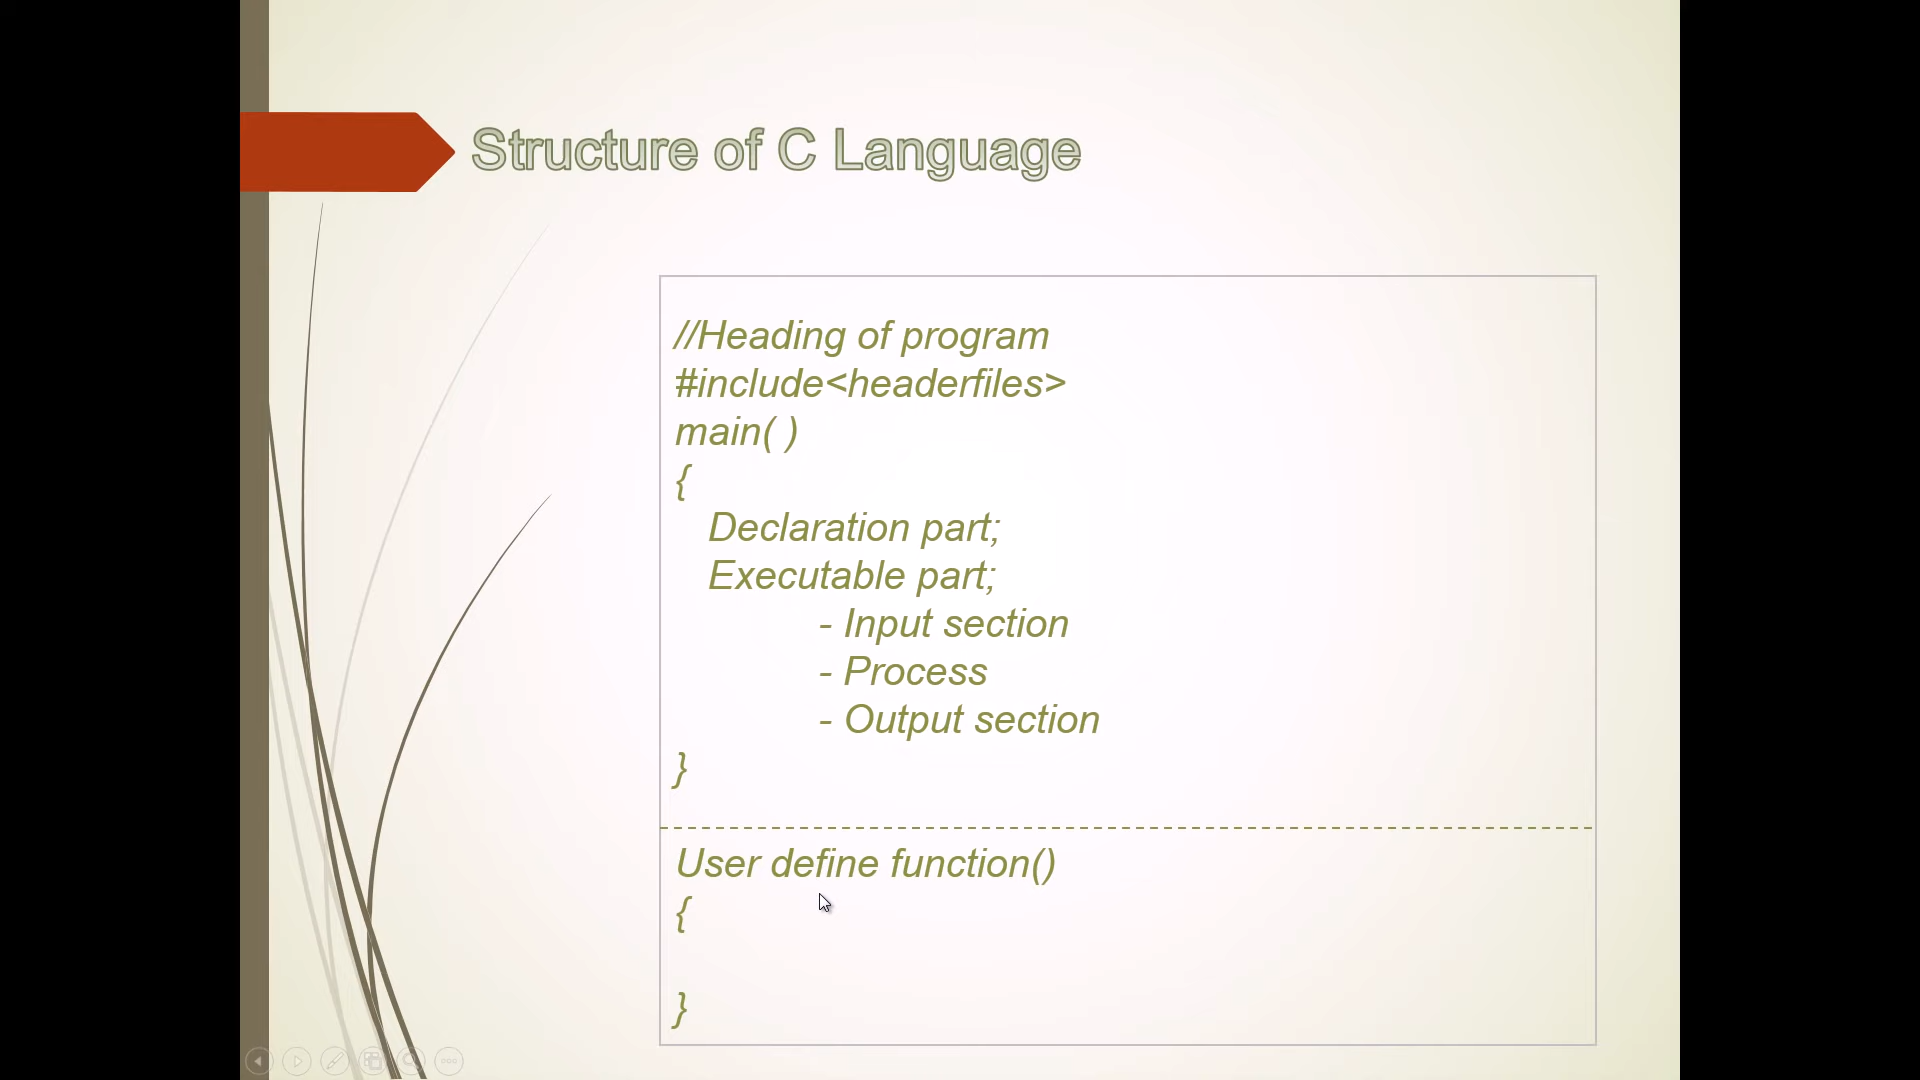 Structure of C Language
//Heading of program
#include<headerfiles>
main( )
{
Declaration part;
Executable part;
- Input section
- Process
- Output section
}
User define function()
{
}